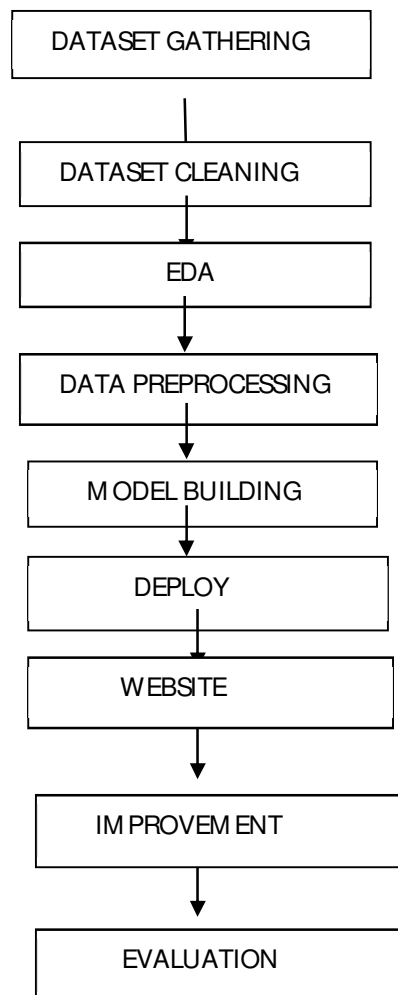 DATASET GATHERING
DATASET CLEANING
EDA
DATA PREPROCESSING
MODEL BUILDING
DEPLOY
WEBSITE
IMPROVEMENT
EVALUATION